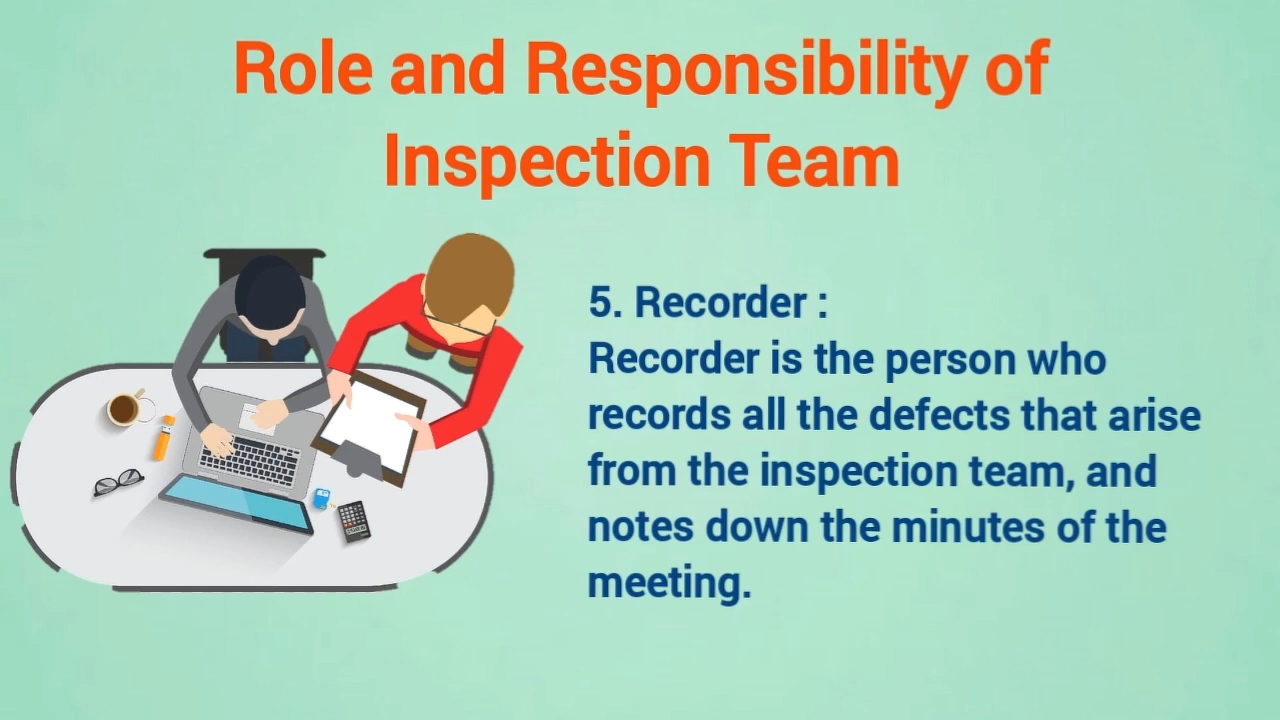 Role and Responsibility of
Inspection Team
5. Recorder :
Recorder is the person who
records all the defects that arise
from the inspection team, and
notes down the minutes of the
meeting.